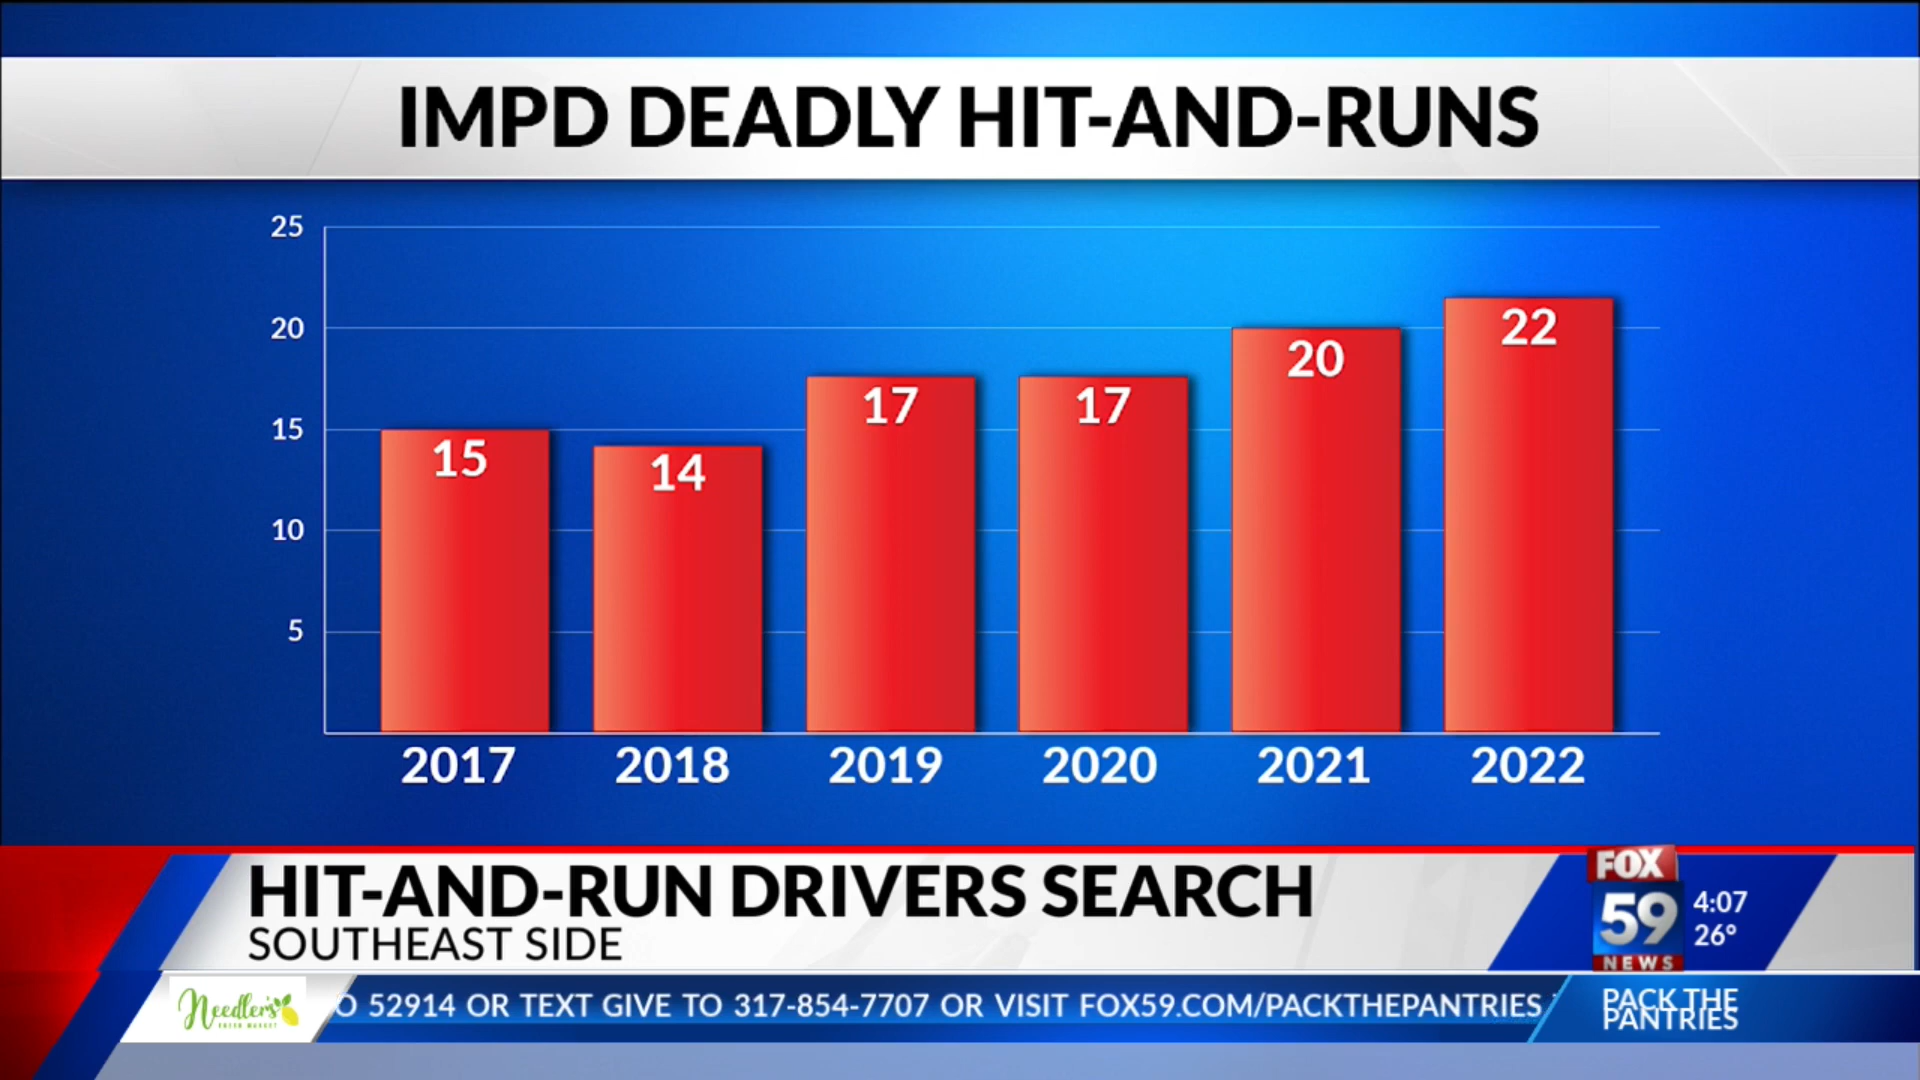 IMPD DEADLY HIT-AND-RUNS
25
20
15
10
5
15
14
17
17
20
22
2017 2018 2019 2020 2021 2022
HIT-AND-RUN DRIVERS SEARCH
SOUTHEAST SIDE
FOX
59
NEWS
4:07
26°
Needler's
FRESH MARKET
O 52914 OR TEXT GIVE TO 317-854-7707 OR VISIT FOX59.COM/PACKTHEPANTRIES
PACK THE
PANTRIES